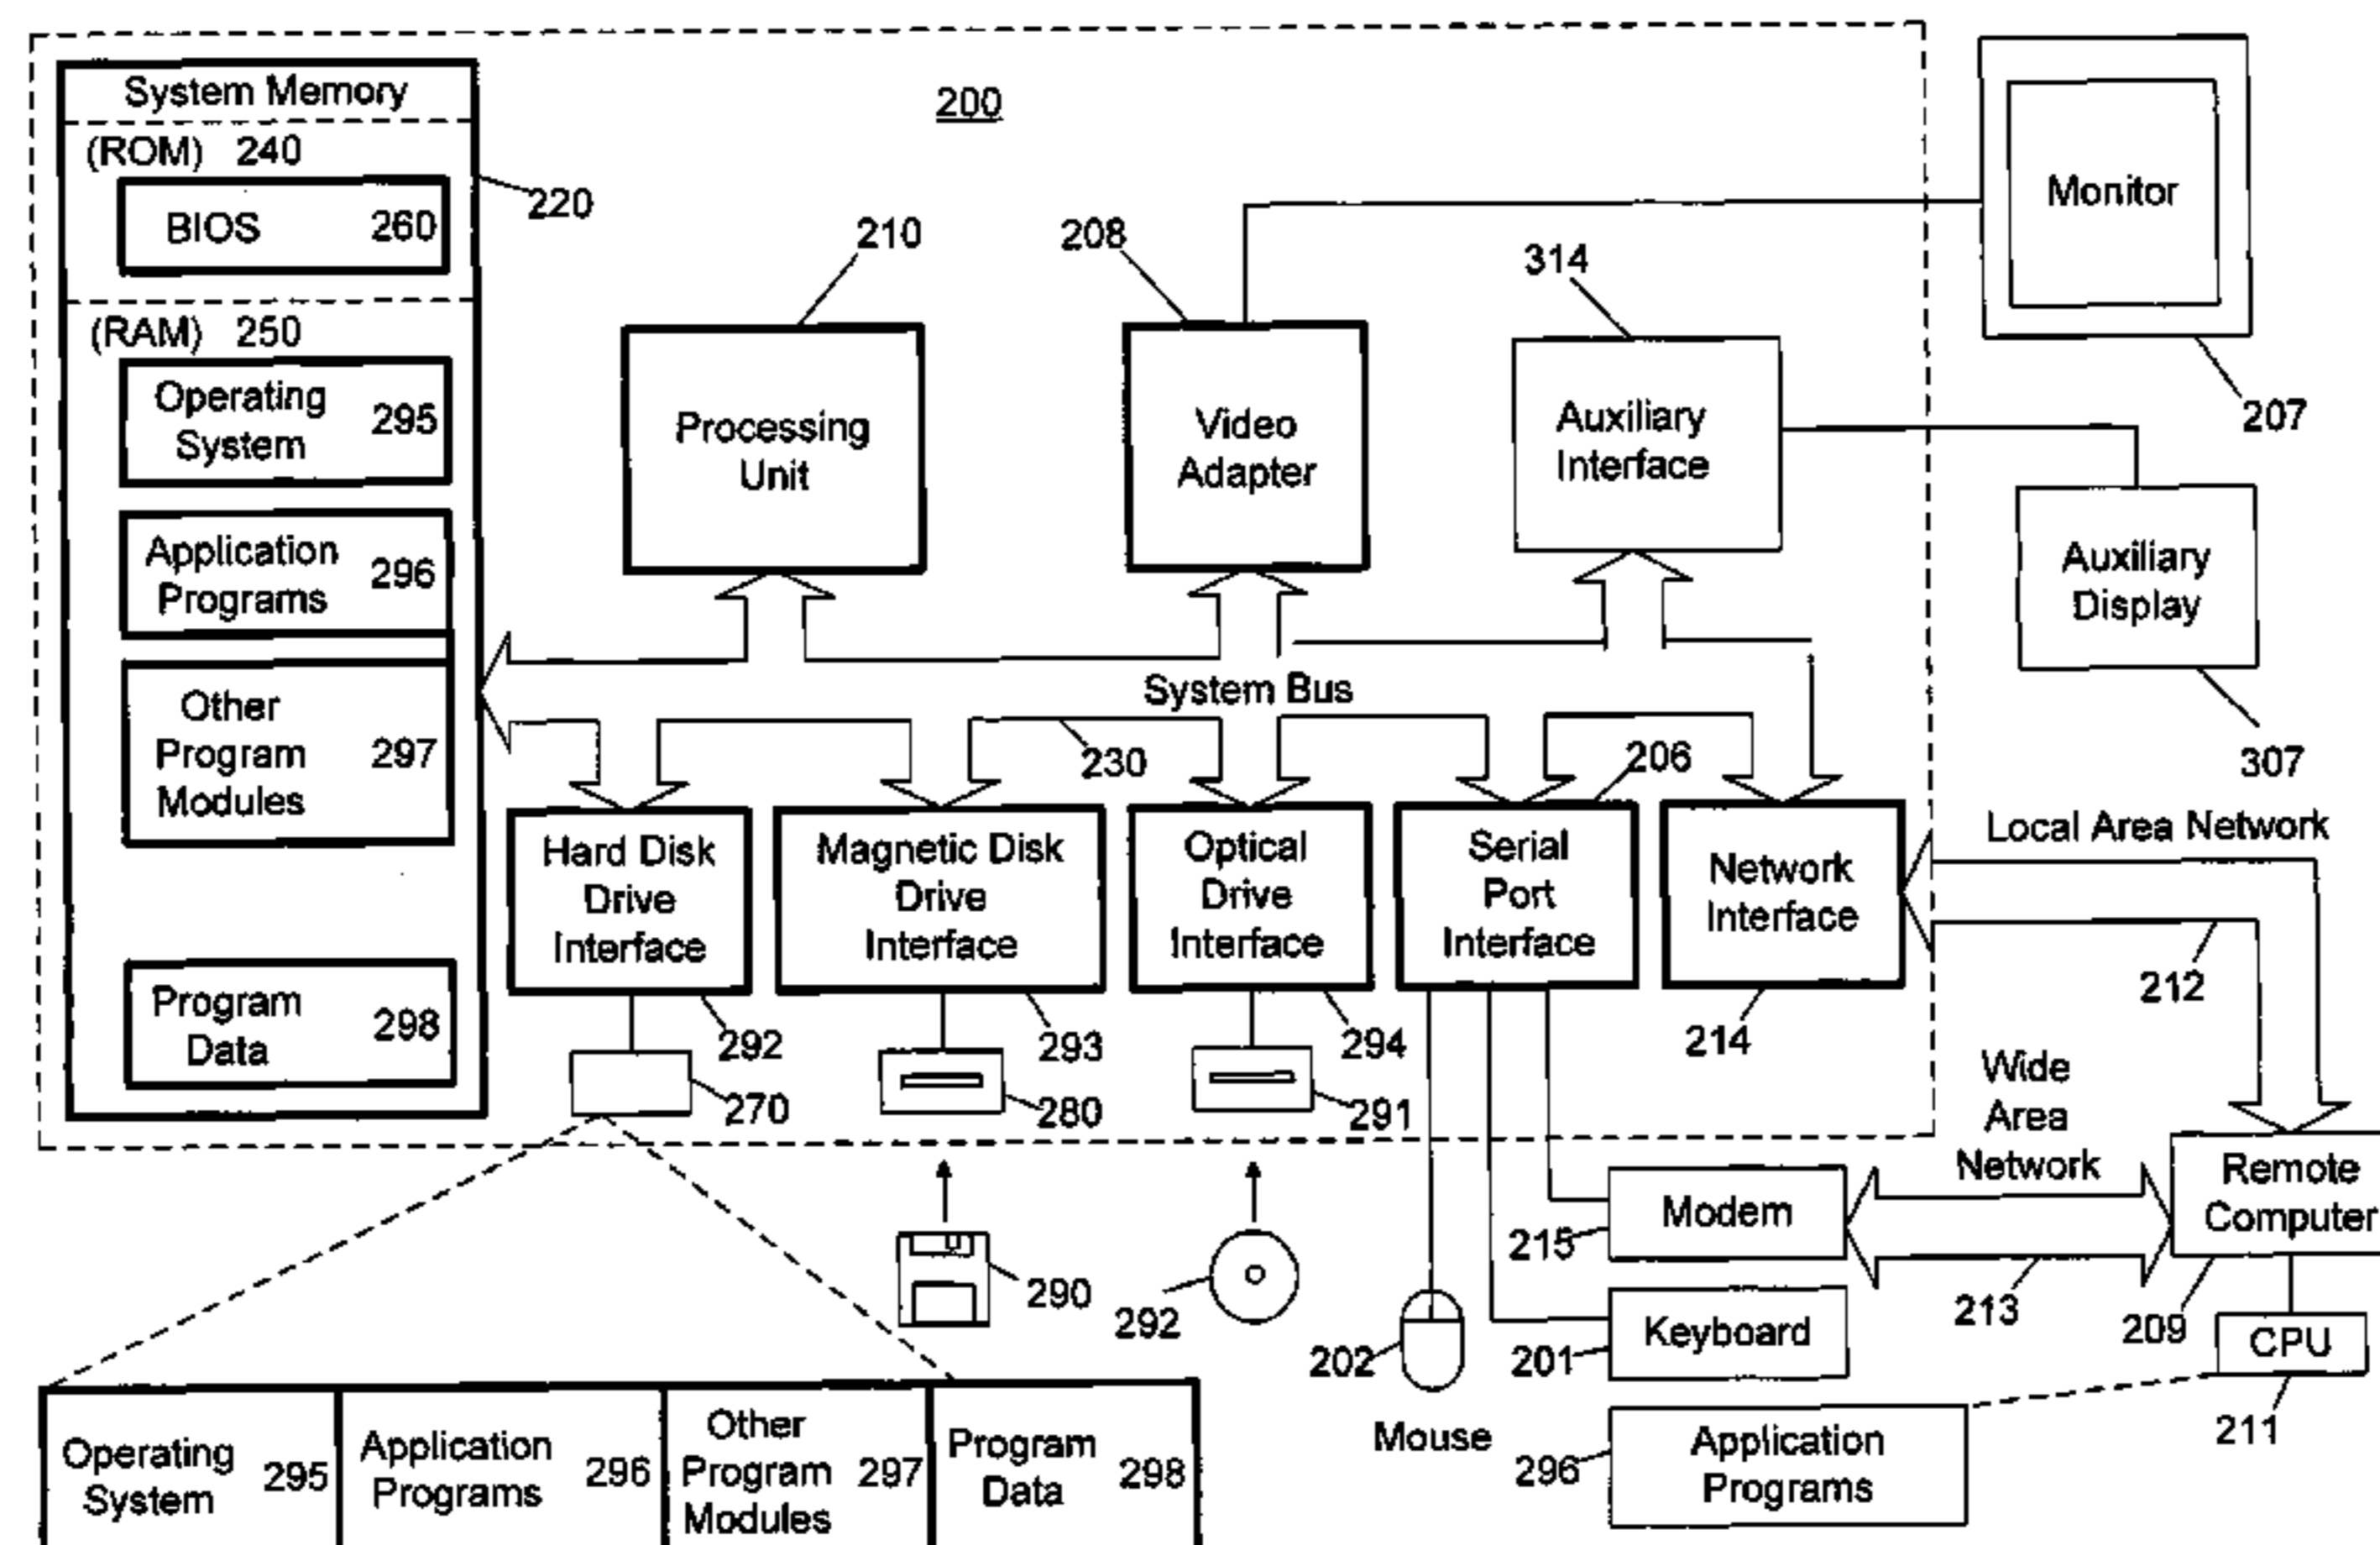 System Memory
(ROM) 240
BIOS 260
220
(RAM) 250
Operating
System
295
Application
Programs
296
Other
Program
Modules
297
Program
Data
298
200
210
Processing
Unit
208
Video
Adapter
314
Auxiliary
Interface
Monitor
207
Auxiliary
Display
307
System Bus
230
206
Hard Disk
Drive
Interface
292
270
Magnetic Disk
Drive
Interface
293
280
Optical
Drive
Interface
294
291
Serial
Port
Interface
Network
Interface
214
Local Area Network
212
Wide
Area
Network
213
Remote
Computer
209
CPU
211
290
292
202
Mouse
Modem
215
Keyboard
201
Application
Programs
296
Operating
System
295
Application
Programs
296
Other
Program
Modules
297
Program
Data
298